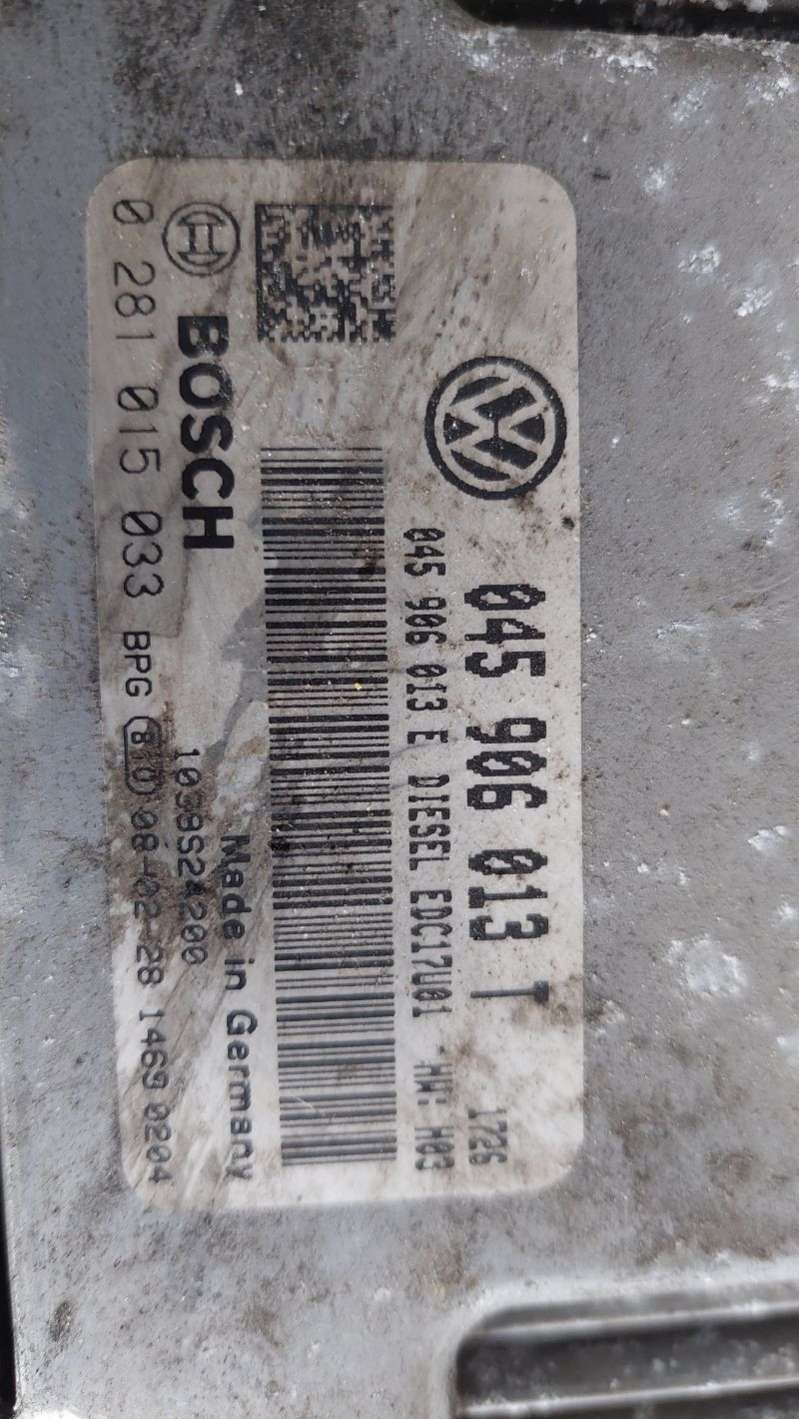 045 906 013 T 1726
045 906 013 E DIESEL EDC17U01 HW: H03
BOSCH
Made in Germany
1039S24200
0 281 015 033 BPG 810 08-02-28 1469 0204